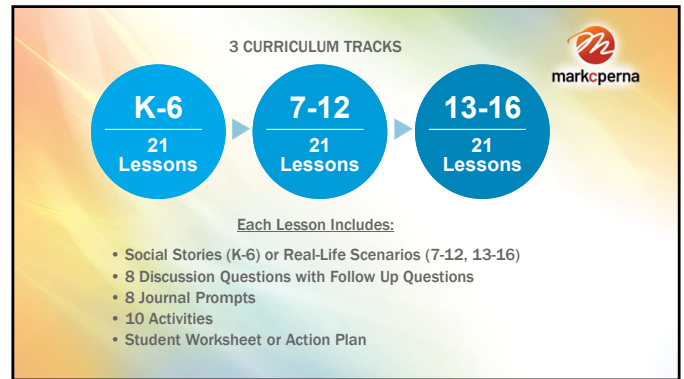 3 CURRICULUM TRACKS
markcperna
K-6
21
Lessons
7-12
21
Lessons
13-16
21
Lessons
Each Lesson Includes:
• Social Stories (K-6) or Real-Life Scenarios (7-12, 13-16)
• 8 Discussion Questions with Follow Up Questions
• 8 Journal Prompts
• 10 Activities
• Student Worksheet or Action Plan